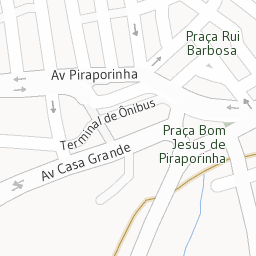 Praça Rui
Barbosa
Av Piraporinha
Terminal de Ônibus
Av Casa Grande
Praça Bom
Jesus de
Piraporinha